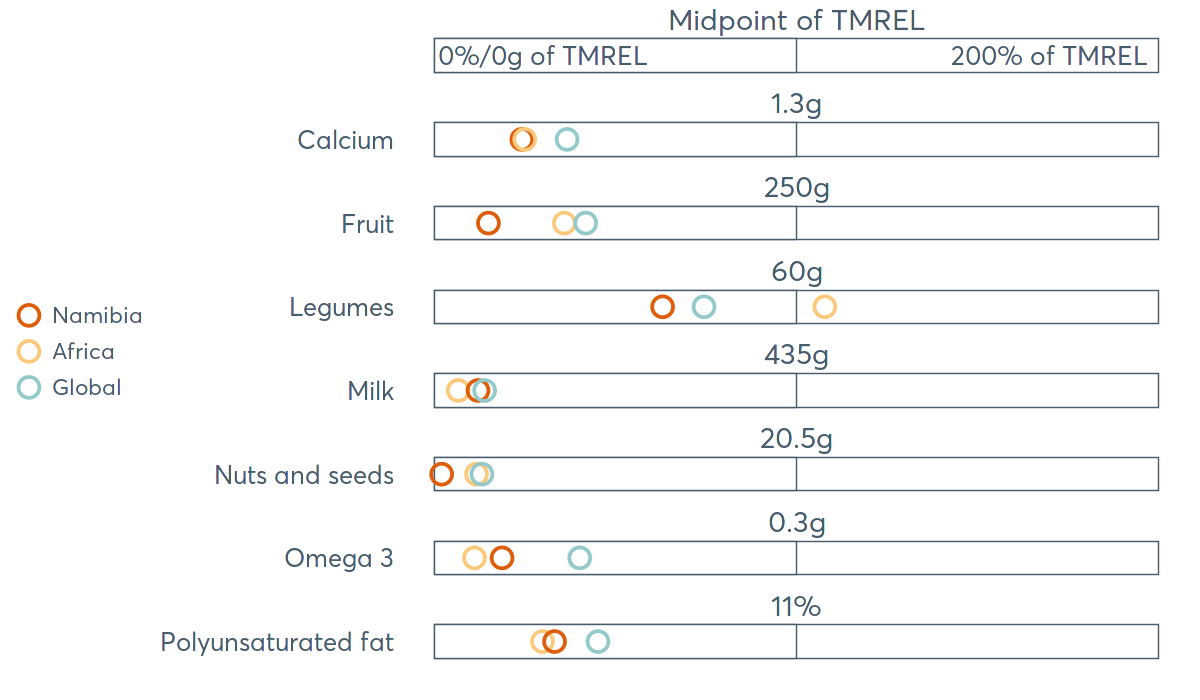 Midpoint of TMREL
0%/0g of TMREL 200% of TMREL
1.3g
Calcium
250g
Fruit
60g
Legumes
435g
Milk
20.5g
Nuts and seeds
0.3g
Omega 3
11%
Polyunsaturated fat
Namibia
Africa
Global